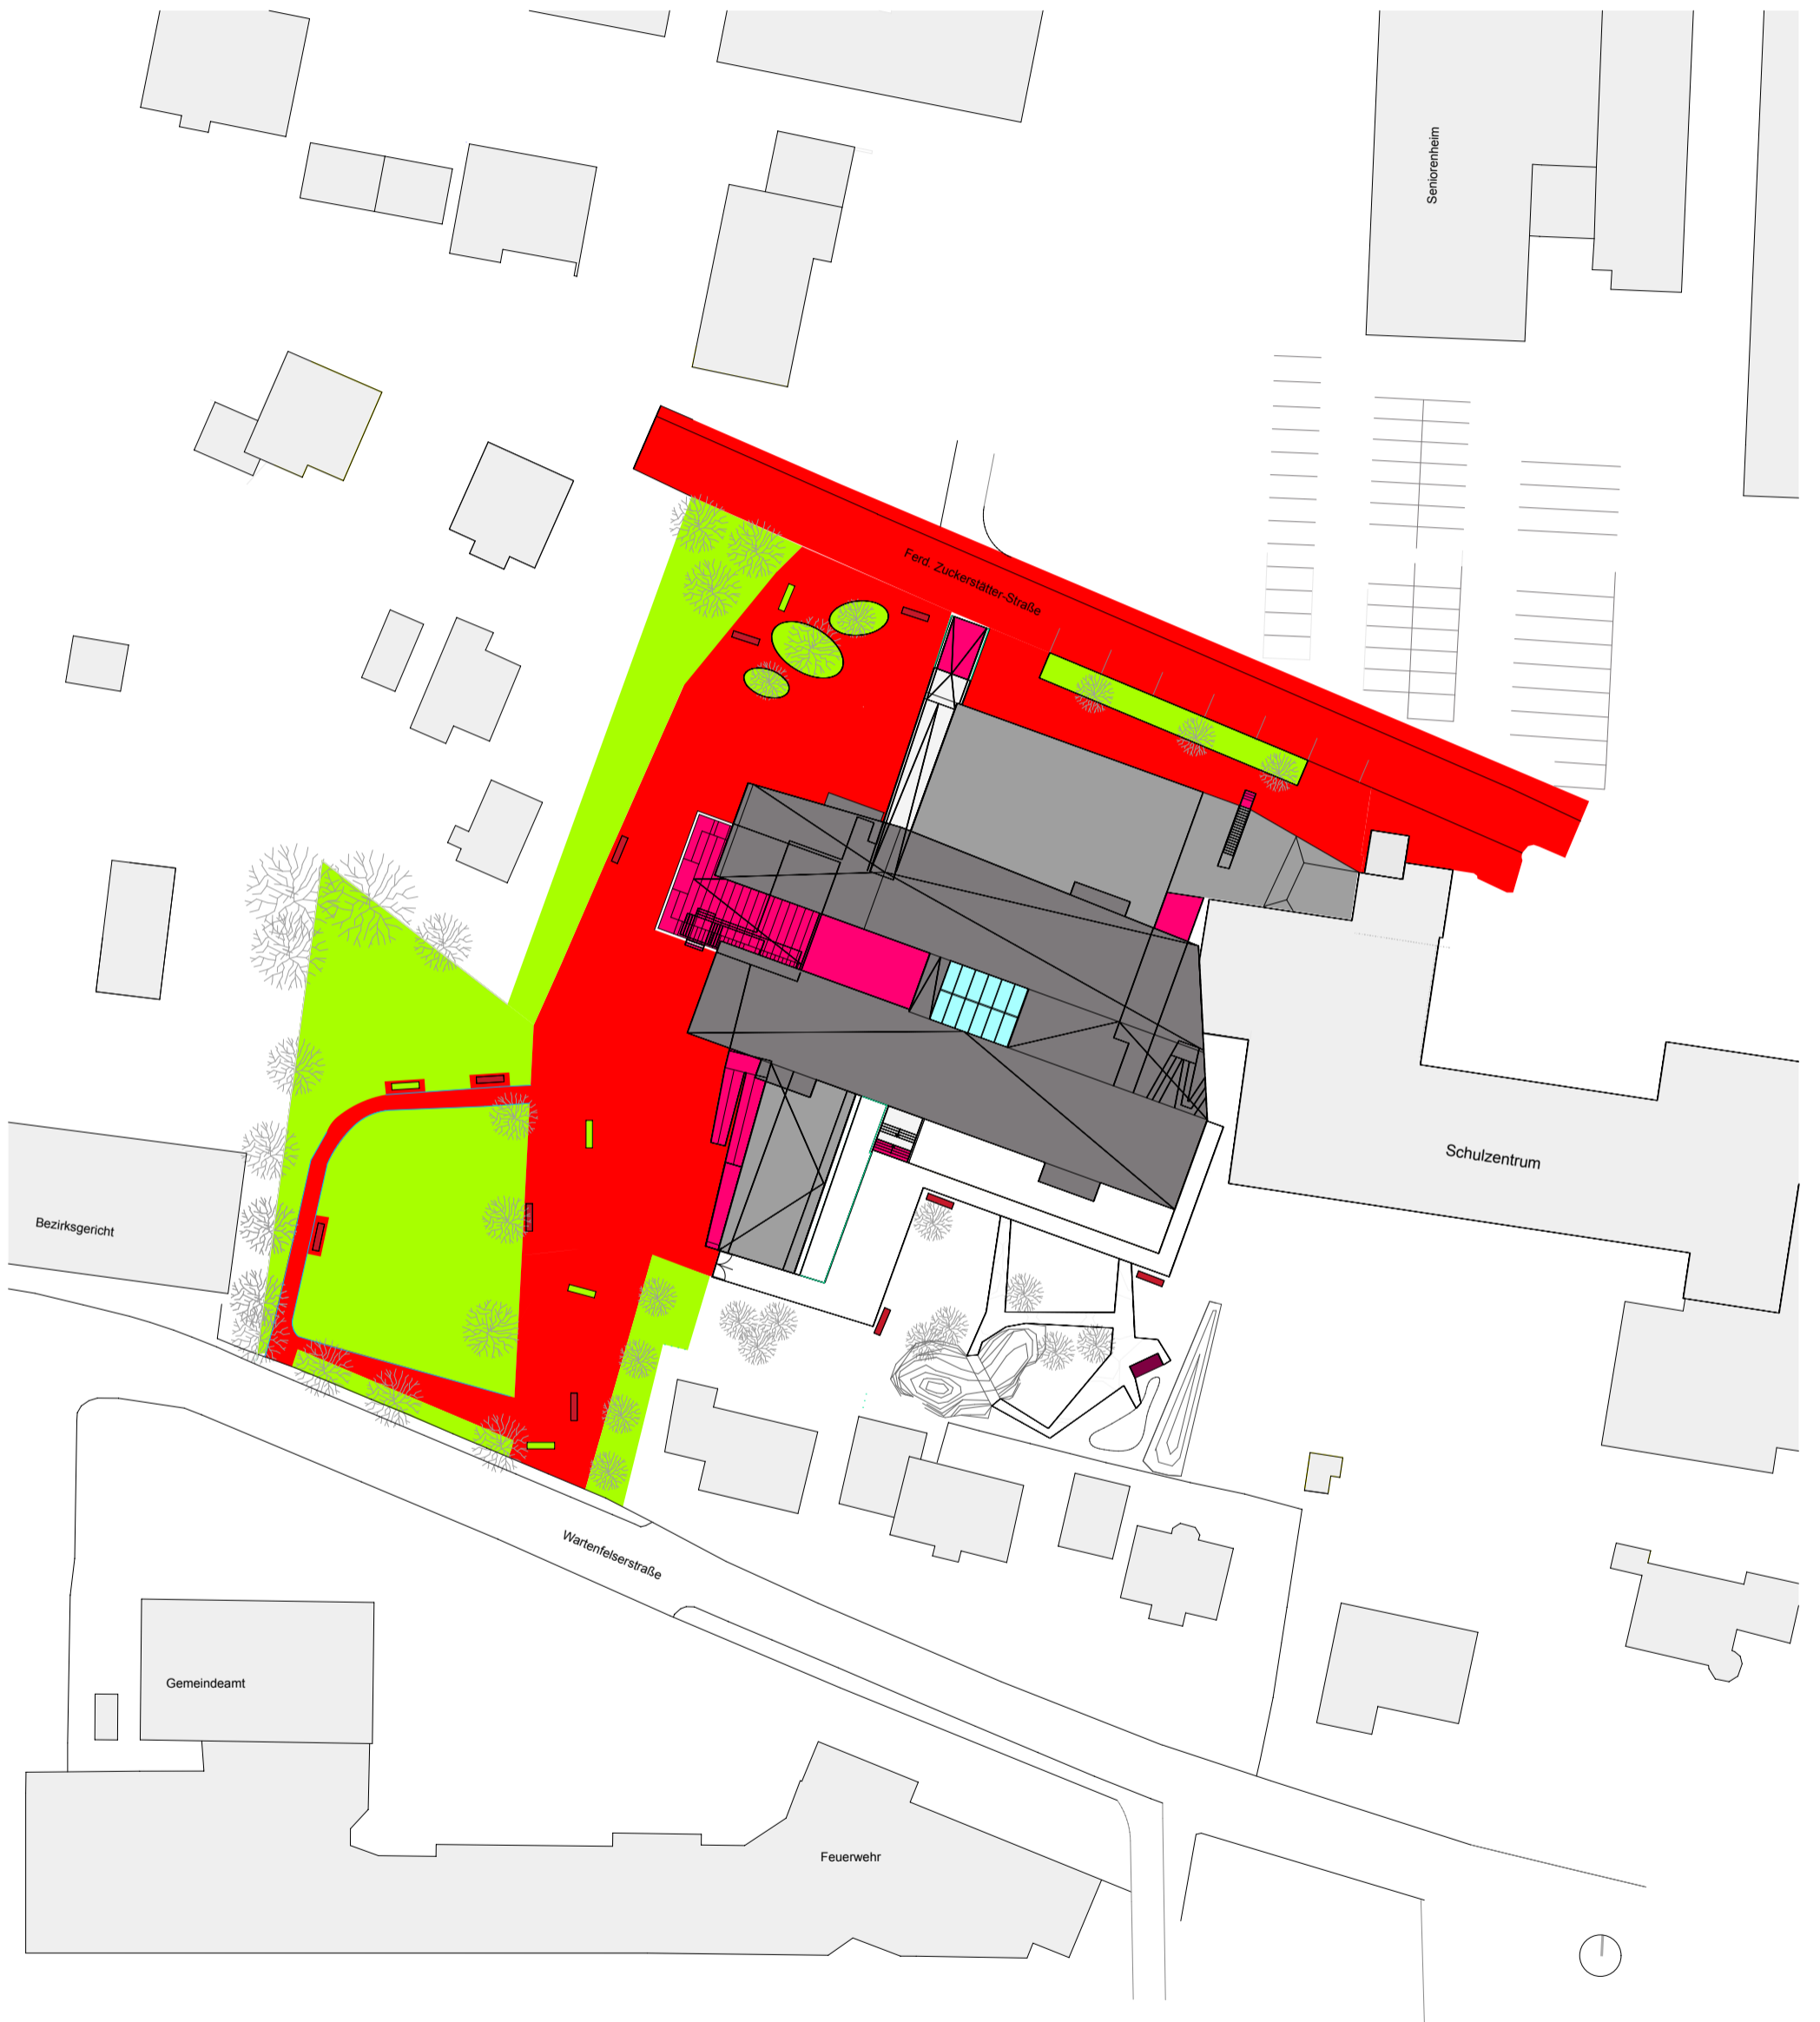 Seniorenheim
Ferd. Zuckerstätter-Straße
Schulzentrum
Bezirksgericht
Wartenfelserstraße
Gemeindeamt
Feuerwehr